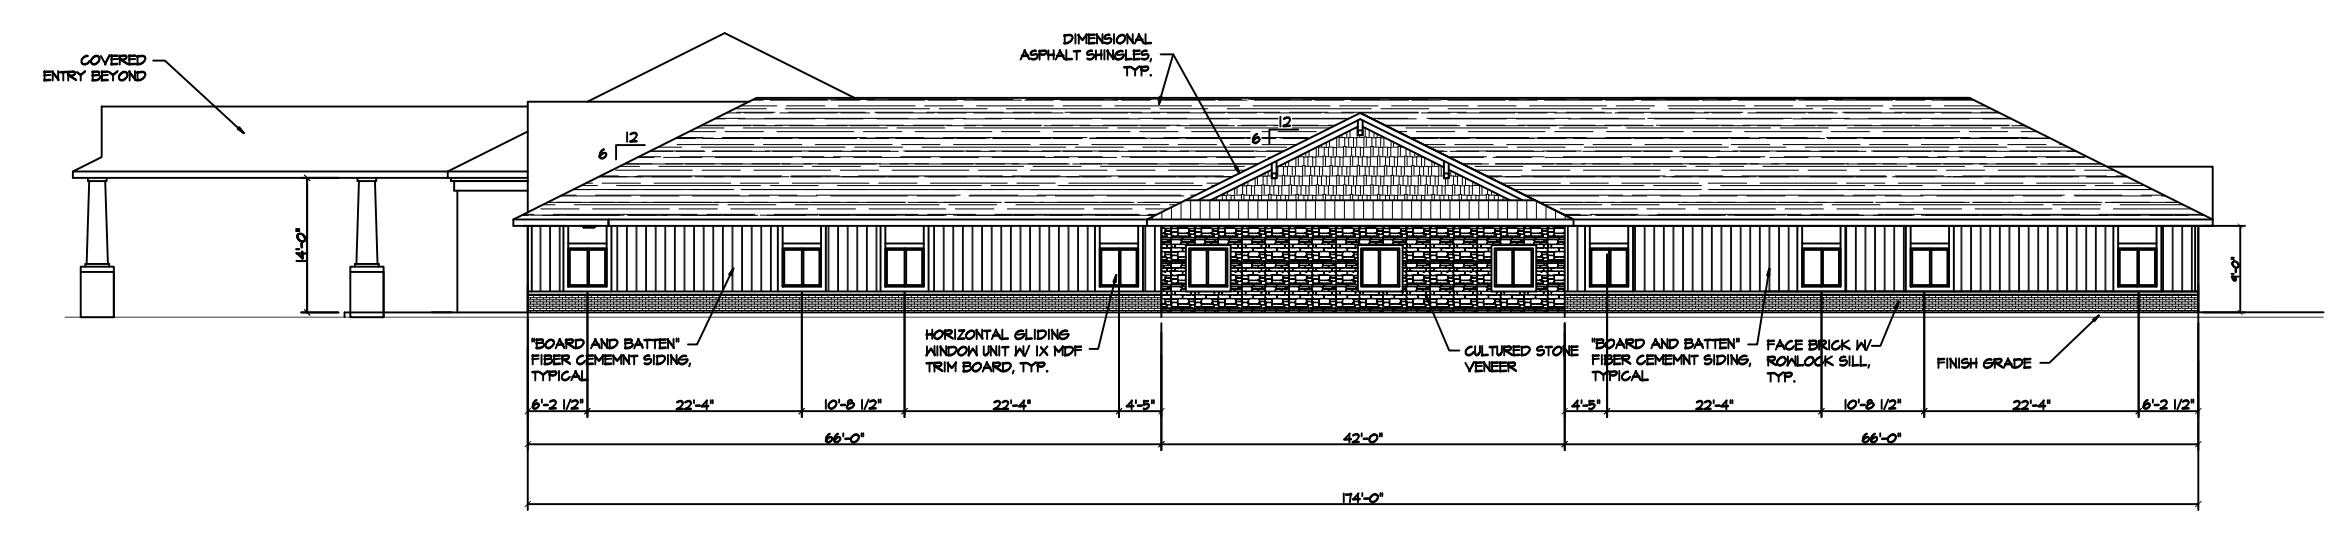 COVERED
ENTRY BEYOND
DIMENSIONAL
ASPHALT SHINGLES,
TYP.
12
6
12
6
14'-0"
9'-0"
"BOARD AND BATTEN"
FIBER CEMEMNT SIDING,
TYPICAL
HORIZONTAL GLIDING
WINDOW UNIT W/ 1X MDF
TRIM BOARD, TYP.
CULTURED STONE
VENEER
"BOARD AND BATTEN"
FIBER CEMEMNT SIDING,
TYPICAL
FACE BRICK W/
ROWLOCK SILL,
TYP.
FINISH GRADE
6'-2 1/2" 22'-4" 10'-8 1/2" 22'-4" 4'-5" 4'-5" 22'-4" 10'-8 1/2" 22'-4" 6'-2 1/2"
66'-0" 42'-0" 66'-0"
174'-0"